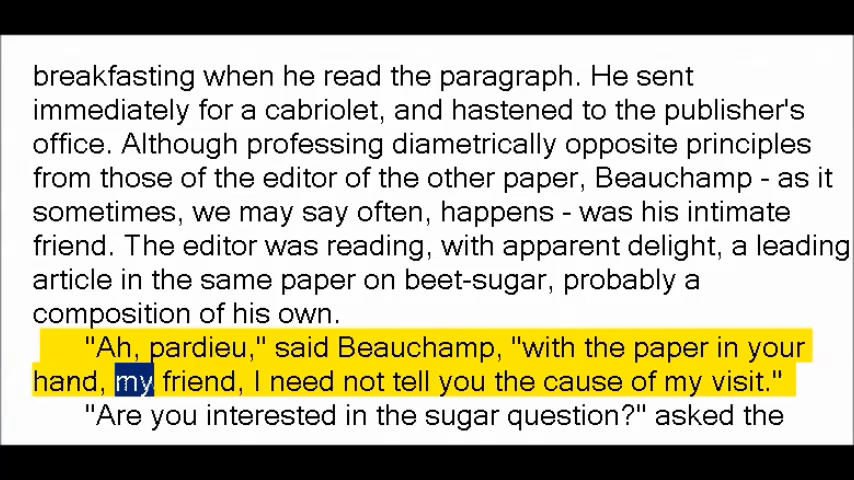 breakfasting when he read the paragraph. He sent
immediately for a cabriolet, and hastened to the publisher's
office. Although professing diametrically opposite principles
from those of the editor of the other paper, Beauchamp - as it
sometimes, we may say often, happens - was his intimate
friend. The editor was reading, with apparent delight, a leading
article in the same paper on beet-sugar, probably a
composition of his own.
"Ah, pardieu," said Beauchamp, "with the paper in your
hand, my friend, I need not tell you the cause of my visit."
"Are you interested in the sugar question?" asked the